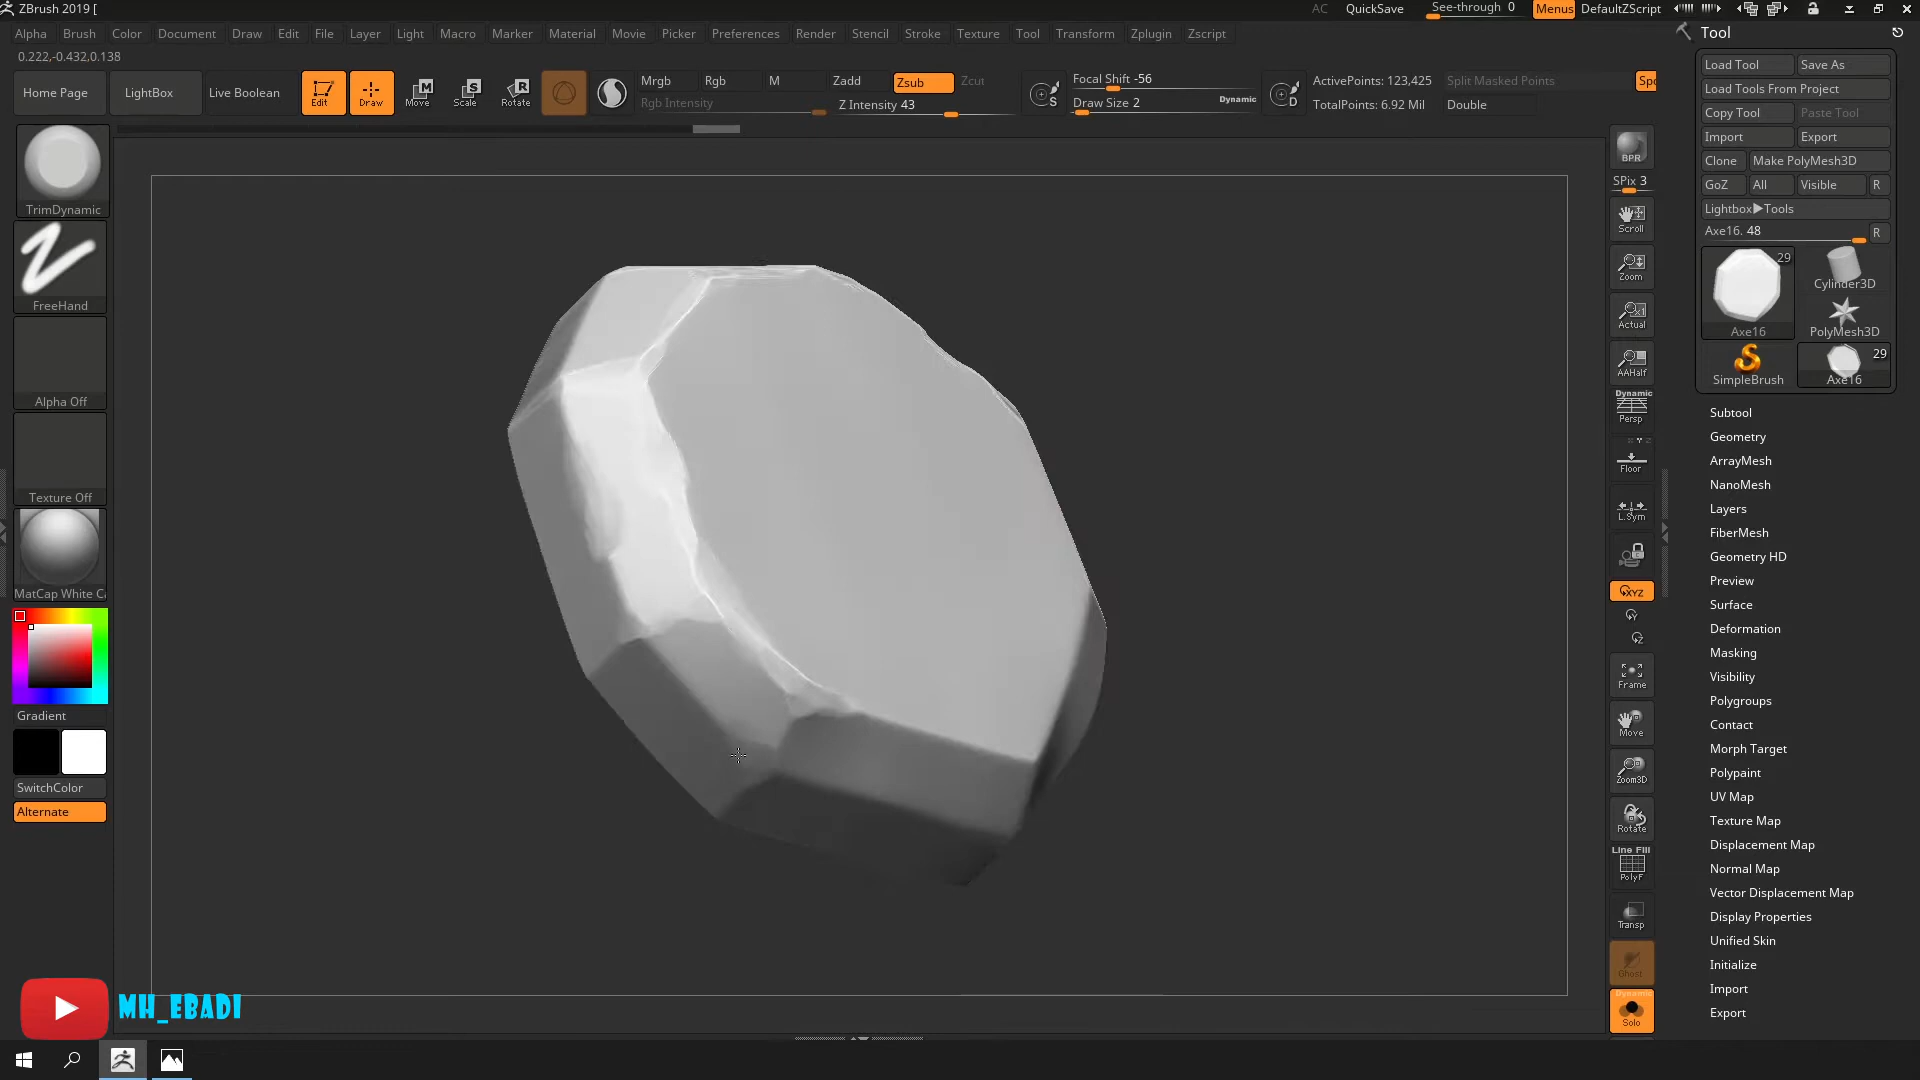 ZBrush 2019 [
AC
QuickSave
See-through 0
Menus
DefaultZScript
Alpha
Brush
Color
Document
Draw
Edit
File
Layer
Light
Macro
Marker
Material
Movie
Picker
Preferences
Render
Stencil
Stroke
Texture
Tool
Transform
Zplugin
Zscript
0.222,-0.432,0.138
Home Page
LightBox
Live Boolean
Edit
Draw
Move
Scale
Rotate
Mrgb
Rgb
M
Zadd
Zsub
Zcut
Rgb Intensity
Z Intensity 43
Focal Shift -56
Draw Size 2
Dynamic
ActivePoints: 123,425
TotalPoints: 6.92 Mil
Split Masked Points
Double
TrimDynamic
FreeHand
Alpha Off
Texture Off
MatCap White Ca
Gradient
SwitchColor
Alternate
BPR
SPix 3
Scroll
Zoom
Actual
AAHalf
Dynamic
Persp
Floor
L.Sym
XYZ
Frame
Move
Zoom3D
Rotate
Line Fill
PolyF
Transp
Ghost
Dynamic
Solo
Tool
Load Tool
Save As
Load Tools From Project
Copy Tool
Paste Tool
Import
Export
Clone
Make PolyMesh3D
GoZ
All
Visible
R
Lightbox▶Tools
Axe16. 48
R
29
Axe16
Cylinder3D
PolyMesh3D
SimpleBrush
29
Axe16
Subtool
Geometry
ArrayMesh
NanoMesh
Layers
FiberMesh
Geometry HD
Preview
Surface
Deformation
Masking
Visibility
Polygroups
Contact
Morph Target
Polypaint
UV Map
Texture Map
Displacement Map
Normal Map
Vector Displacement Map
Display Properties
Unified Skin
Initialize
Import
Export
MH_EBADI